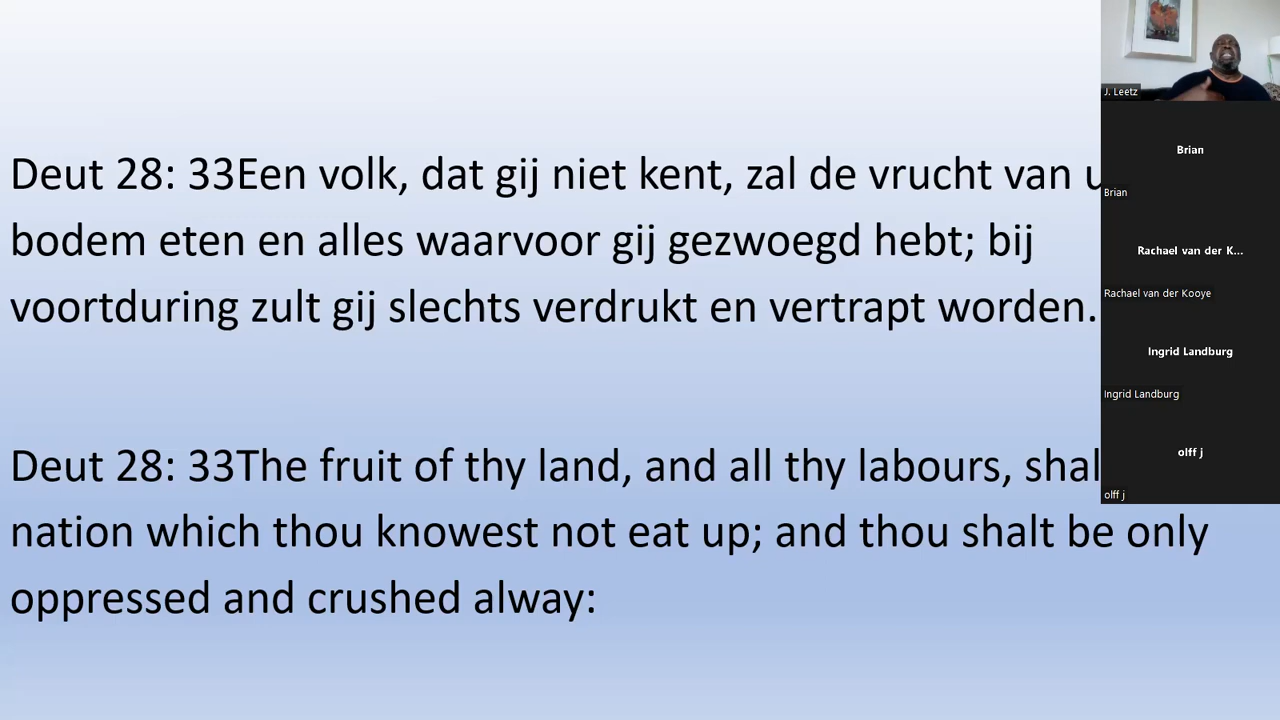 Deut 28: 33Een volk, dat gij niet kent, zal de vrucht van
bodem eten en alles waarvoor gij gezwoegd hebt; bij
voortduring zult gij slechts verdrukt en vertrapt worden.
Deut 28: 33The fruit of thy land, and all thy labours,
nation which thou knowest not eat up; and thou shalt be only
oppressed and crushed alway:
J. Leetz
Brian
Brian
Rachael van der K...
Rachael van der Kooye
Ingrid Landburg
Ingrid Landburg
olff j
olff j